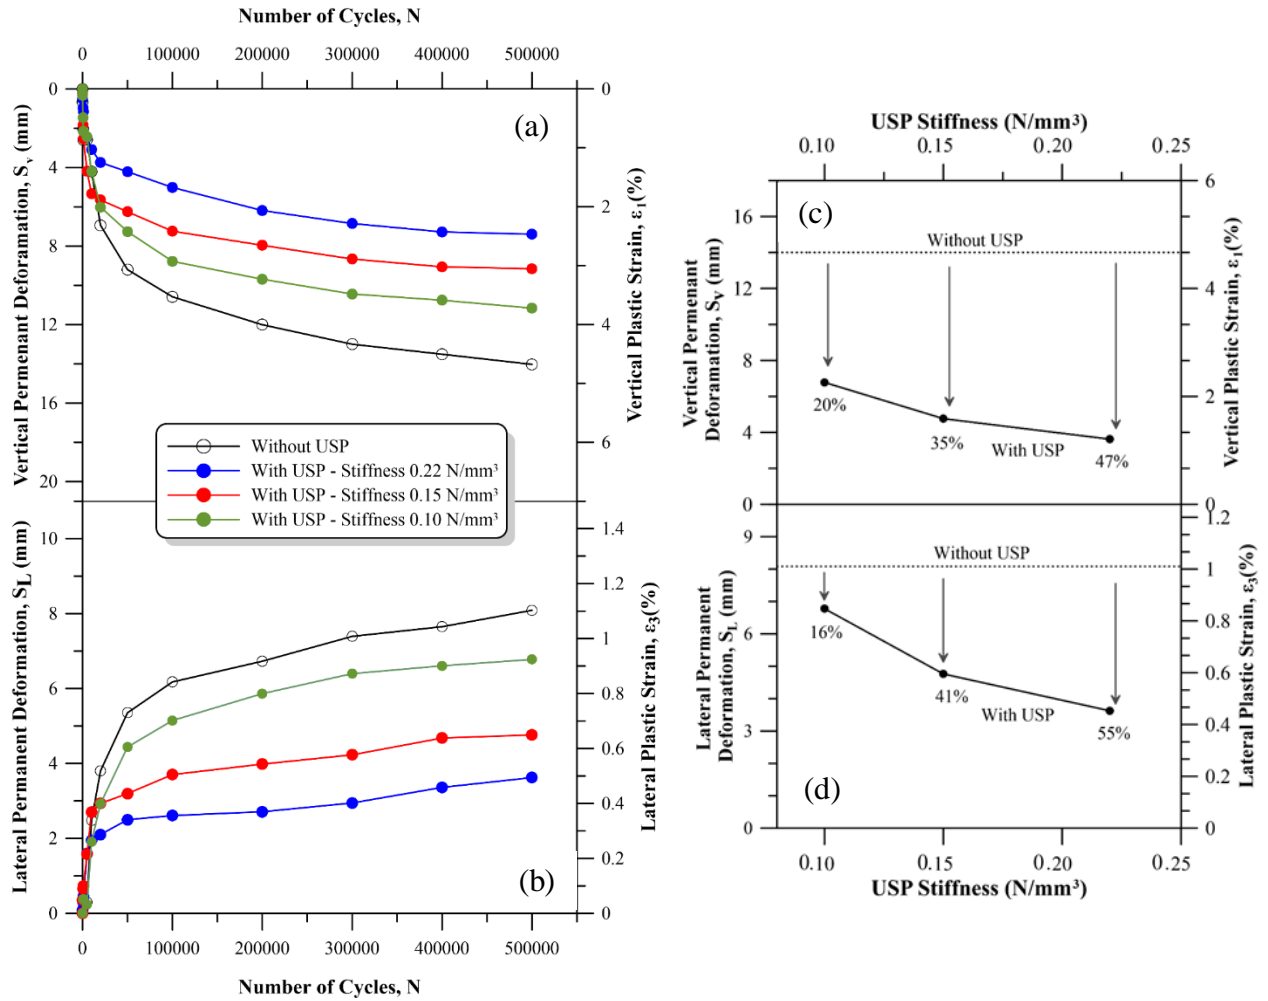 Number of Cycles, N
0 100000 200000 300000 400000 500000
(a)
Vertical Permenant Deforamation, Sv (mm)
0
4
8
12
16
20
Vertical Plastic Strain, ε1(%)
0
2
4
6
Without USP
With USP - Stiffness 0.22 N/mm³
With USP - Stiffness 0.15 N/mm³
With USP - Stiffness 0.10 N/mm³
Lateral Permanent Deformation, SL (mm)
10
8
6
4
2
0
Lateral Plastic Strain, ε3(%)
1.4
1.2
1
0.8
0.6
0.4
0.2
0
(b)
0 100000 200000 300000 400000 500000
Number of Cycles, N
USP Stiffness (N/mm³)
0.10 0.15 0.20 0.25
(c)
Vertical Permenant
Deforamation, SV (mm)
16
12
8
4
0
Vertical Plastic Strain, ε1(%)
6
4
2
0
Without USP
20%
35%
With USP
47%
Lateral Permanent
Deformation, SL (mm)
9
6
3
0
Lateral Plastic Strain, ε3(%)
1.2
1
0.8
0.6
0.4
0.2
0
Without USP
16%
41%
With USP
55%
(d)
0.10 0.15 0.20 0.25
USP Stiffness (N/mm³)